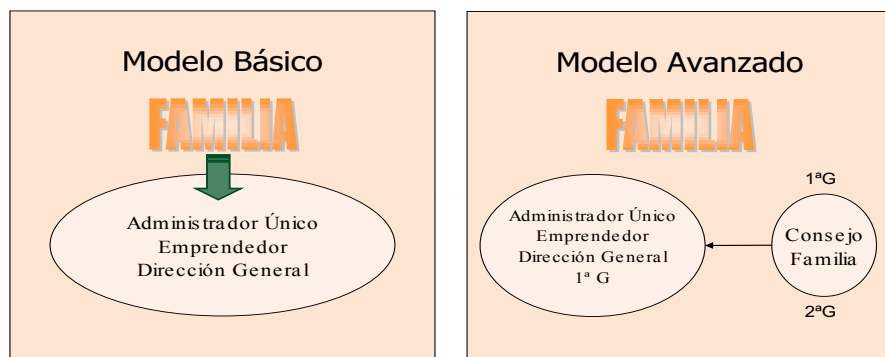 Modelo Básico
FAMILIA
Administrador Único
Emprendedor
Dirección General
Modelo Avanzado
FAMILIA
Administrador Único
Emprendedor
Dirección General
1ª G
1ªG
Consejo
Familia
2ªG